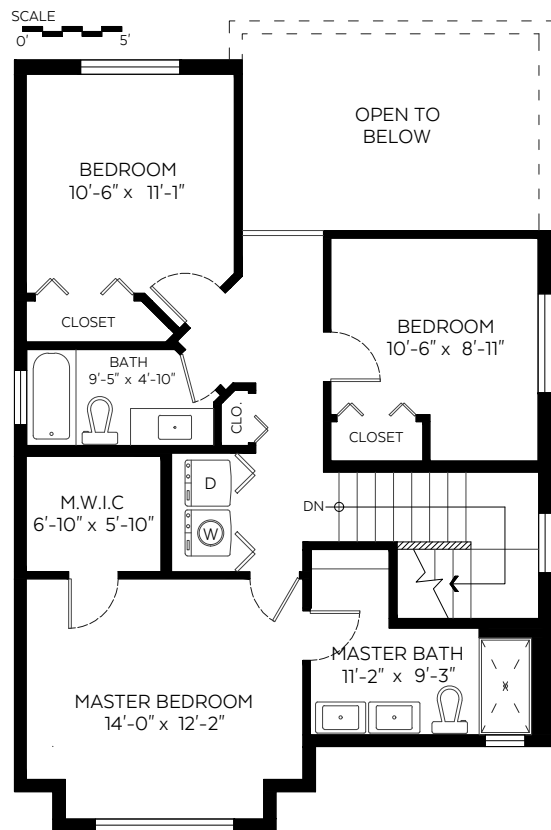 SCALE
0' 5'
OPEN TO
BELOW
BEDROOM
10'-6" x 11'-1"
CLOSET
BEDROOM
10'-6" x 8'-11"
BATH
9'-5" x 4'-10"
CLO.
CLOSET
D
W
M.W.I.C
6'-10" x 5'-10"
DN
MASTER BATH
11'-2" x 9'-3"
MASTER BEDROOM
14'-0" x 12'-2"